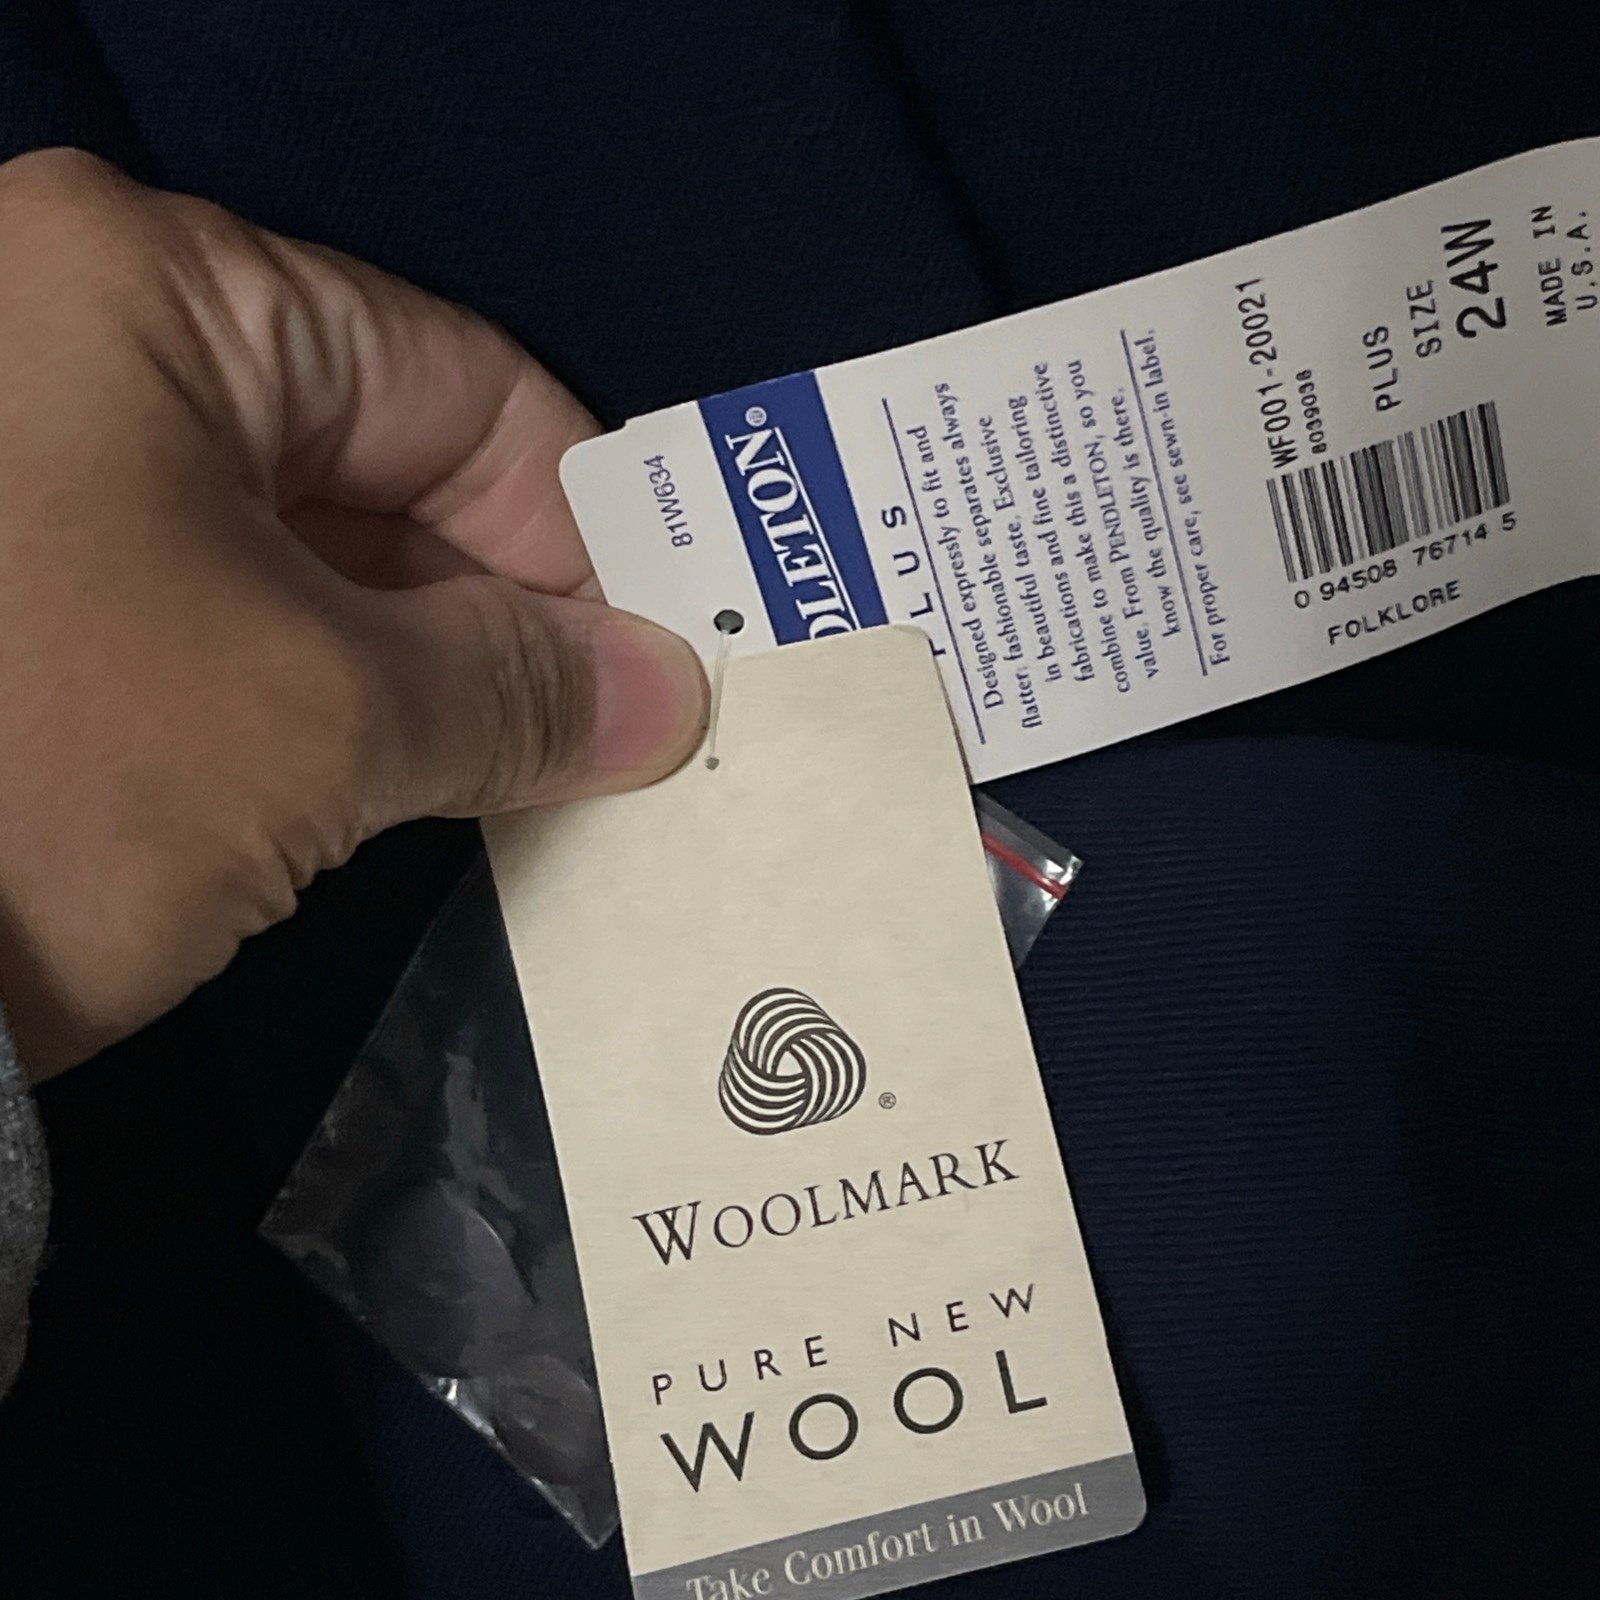 81W634
DLETON®
PLUS
Designed expressly to fit and
flatter: fashionable separates always
in beautiful fashionable taste. Exclusive
fabrications and fine tailoring
combine to make this a distinctive
value. From PENDLETON, so you
know the quality is there.
For proper care, see sewn-in label.
WF001-20021
8039098
PLUS
SIZE
24W
MADE IN
U.S.A.
0 94508 76714 5
FOLKLORE
®
WOOLMARK
PURE NEW
WOOL
Take Comfort in Wool